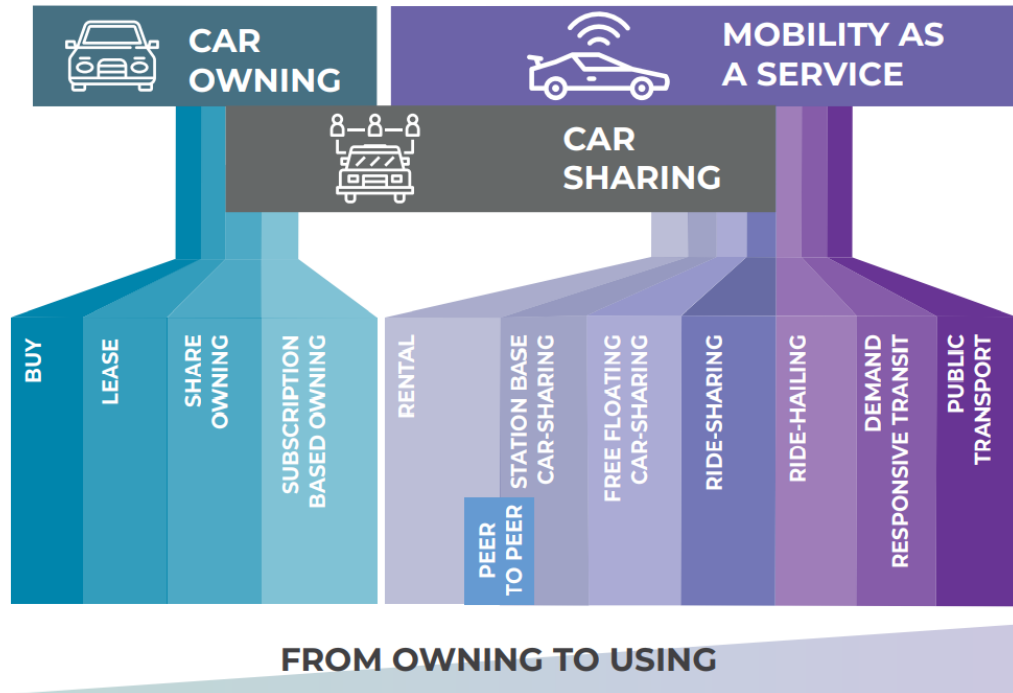 CAR
OWNING
MOBILITY AS
A SERVICE
CAR
SHARING
BUY
LEASE
SHARE
OWNING
SUBSCRIPTION
BASED OWNING
RENTAL
STATION BASE
CAR-SHARING
PEER
TO PEER
FREE FLOATING
CAR-SHARING
RIDE-SHARING
RIDE-HAILING
DEMAND
RESPONSIVE TRANSIT
PUBLIC
TRANSPORT
FROM OWNING TO USING